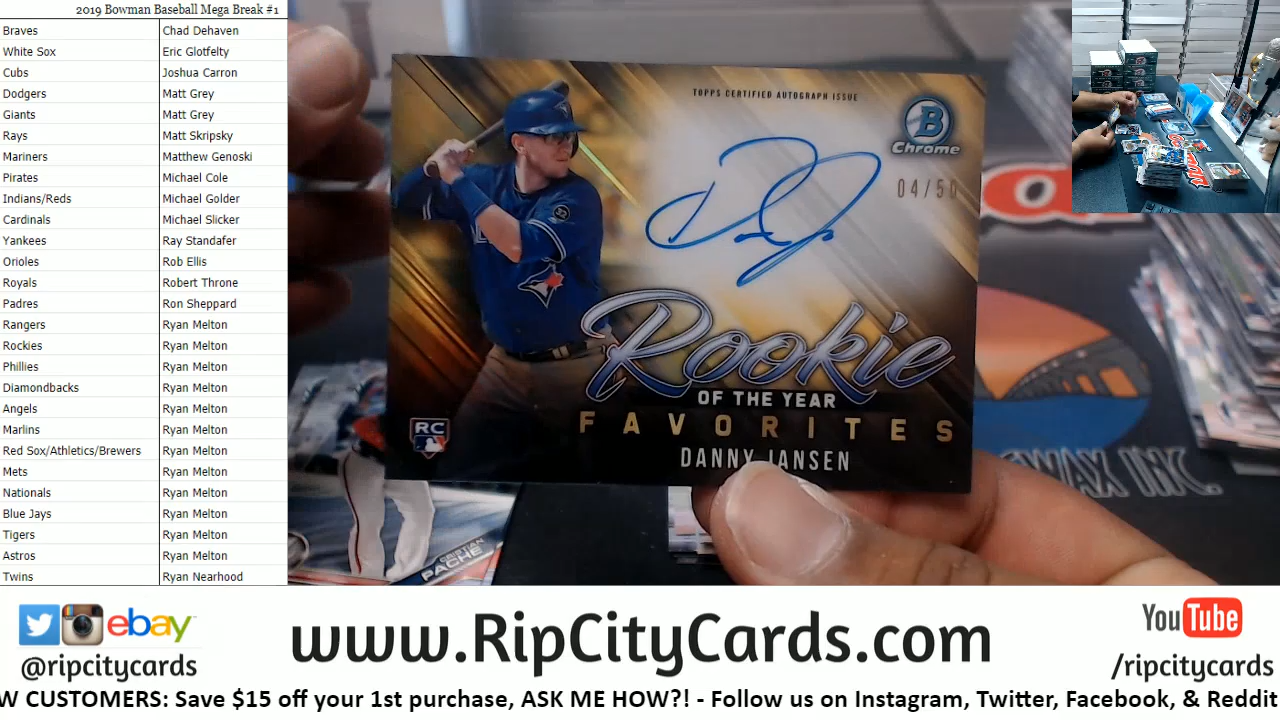 2019 Bowman Baseball Mega Break #1
Braves Chad Dehaven
White Sox Eric Glotfelty
Cubs Joshua Carron
Dodgers Matt Grey
Giants Matt Grey
Rays Matt Skripsky
Mariners Matthew Genoski
Pirates Michael Cole
Indians/Reds Michael Golder
Cardinals Michael Slicker
Yankees Ray Standafer
Orioles Rob Ellis
Royals Robert Throne
Padres Ron Sheppard
Rangers Ryan Melton
Rockies Ryan Melton
Phillies Ryan Melton
Diamondbacks Ryan Melton
Angels Ryan Melton
Marlins Ryan Melton
Red Sox/Athletics/Brewers Ryan Melton
Mets Ryan Melton
Nationals Ryan Melton
Blue Jays Ryan Melton
Tigers Ryan Melton
Astros Ryan Melton
Twins Ryan Nearhood
TOPPS CERTIFIED AUTOGRAPH ISSUE
B
Chrome
04/50
32
Rookie
OF THE YEAR
FAVORITES
DANNY JANSEN
RC
CRISTIAN
PACHE
WAX INC.
ebay
@ripcitycards
www.RipCityCards.com
YouTube
/ripcitycards
W CUSTOMERS: Save $15 off your 1st purchase, ASK ME HOW?! - Follow us on Instagram, Twitter, Facebook, & Reddit